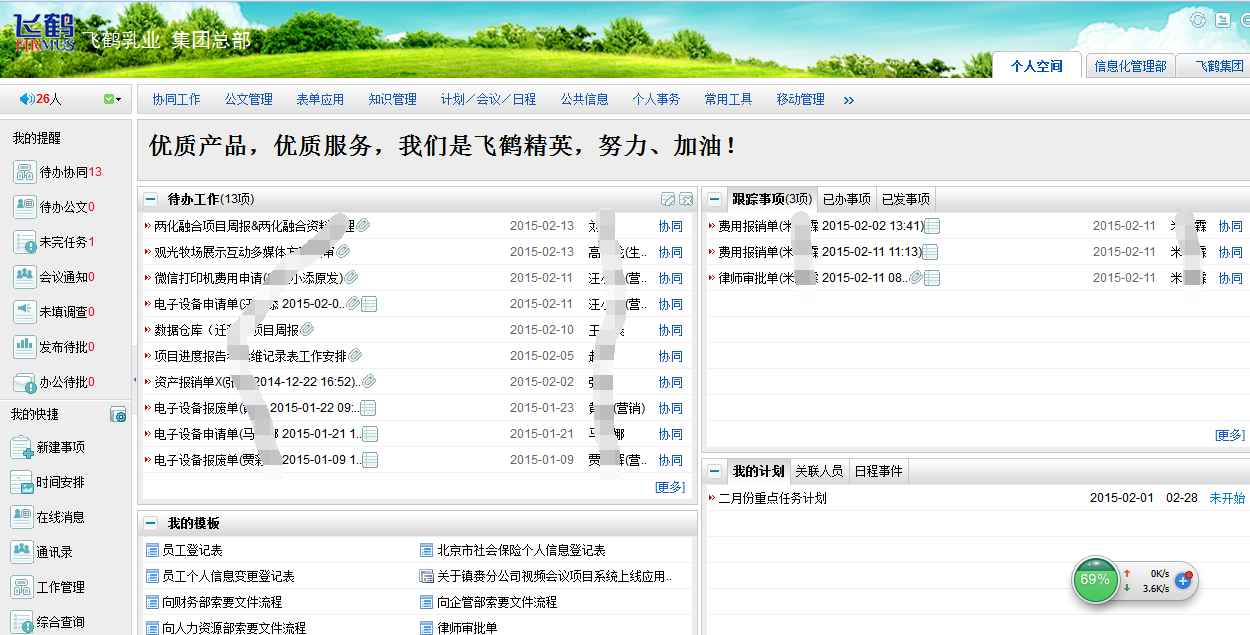 飞鹤
FIRMUS
飞鹤乳业 集团总部
个人空间 信息化管理部 飞鹤集团
26人
协同工作 公文管理 表单应用 知识管理 计划／会议／日程 公共信息 个人事务 常用工具 移动管理 »
优质产品，优质服务，我们是飞鹤精英，努力、加油！
我的提醒
待办协同13
待办公文0
未完任务1
会议通知0
未填调查0
发布待批0
办公待批0
我的快捷
新建事项
时间安排
在线消息
通讯录
工作管理
综合查询
待办工作(13项)
两化融合项目周报&两化融合资料 理 2015-02-13 刘 协同
观光牧场展示互动多媒体方 2015-02-13 高 (生.. 协同
微信打印机费用申请( 小添原发) 2015-02-11 汪 (营.. 协同
电子设备申请单(汪 添 2015-02-0.. 2015-02-11 汪 (营.. 协同
数据仓库（迁 项目周报 2015-02-10 王 协同
项目进度报告 维记录表工作安排 2015-02-05 赵 协同
资产报销单X(张 2014-12-22 16:52).. 2015-02-02 张 协同
电子设备报废单( 2015-01-22 09:.. 2015-01-23 黄 (营销) 协同
电子设备申请单(马 娜 2015-01-21 1.. 2015-01-21 马 娜 协同
电子设备报废单(贾 2015-01-09 1.. 2015-01-09 贾 (营.. 协同
[更多]
跟踪事项(3项) 已办事项 已发事项
费用报销单(米 霖 2015-02-02 13:41) 2015-02-11 米 霖 协同
费用报销单(米 霖 2015-02-11 11:13) 2015-02-11 米 霖 协同
律师审批单(米 霖 2015-02-11 08.. 2015-02-11 米 霖 协同
[更多]
我的模板
员工登记表 北京市社会保险个人信息登记表
员工个人信息变更登记表 关于镇赉分公司视频会议项目系统上线应用..
向财务部索要文件流程 向企管部索要文件流程
向人力资源部索要文件流程 律师审批单
我的计划 关联人员 日程事件
二月份重点任务计划 2015-02-01 02-28 未开始
69% 0K/s
3.6K/s